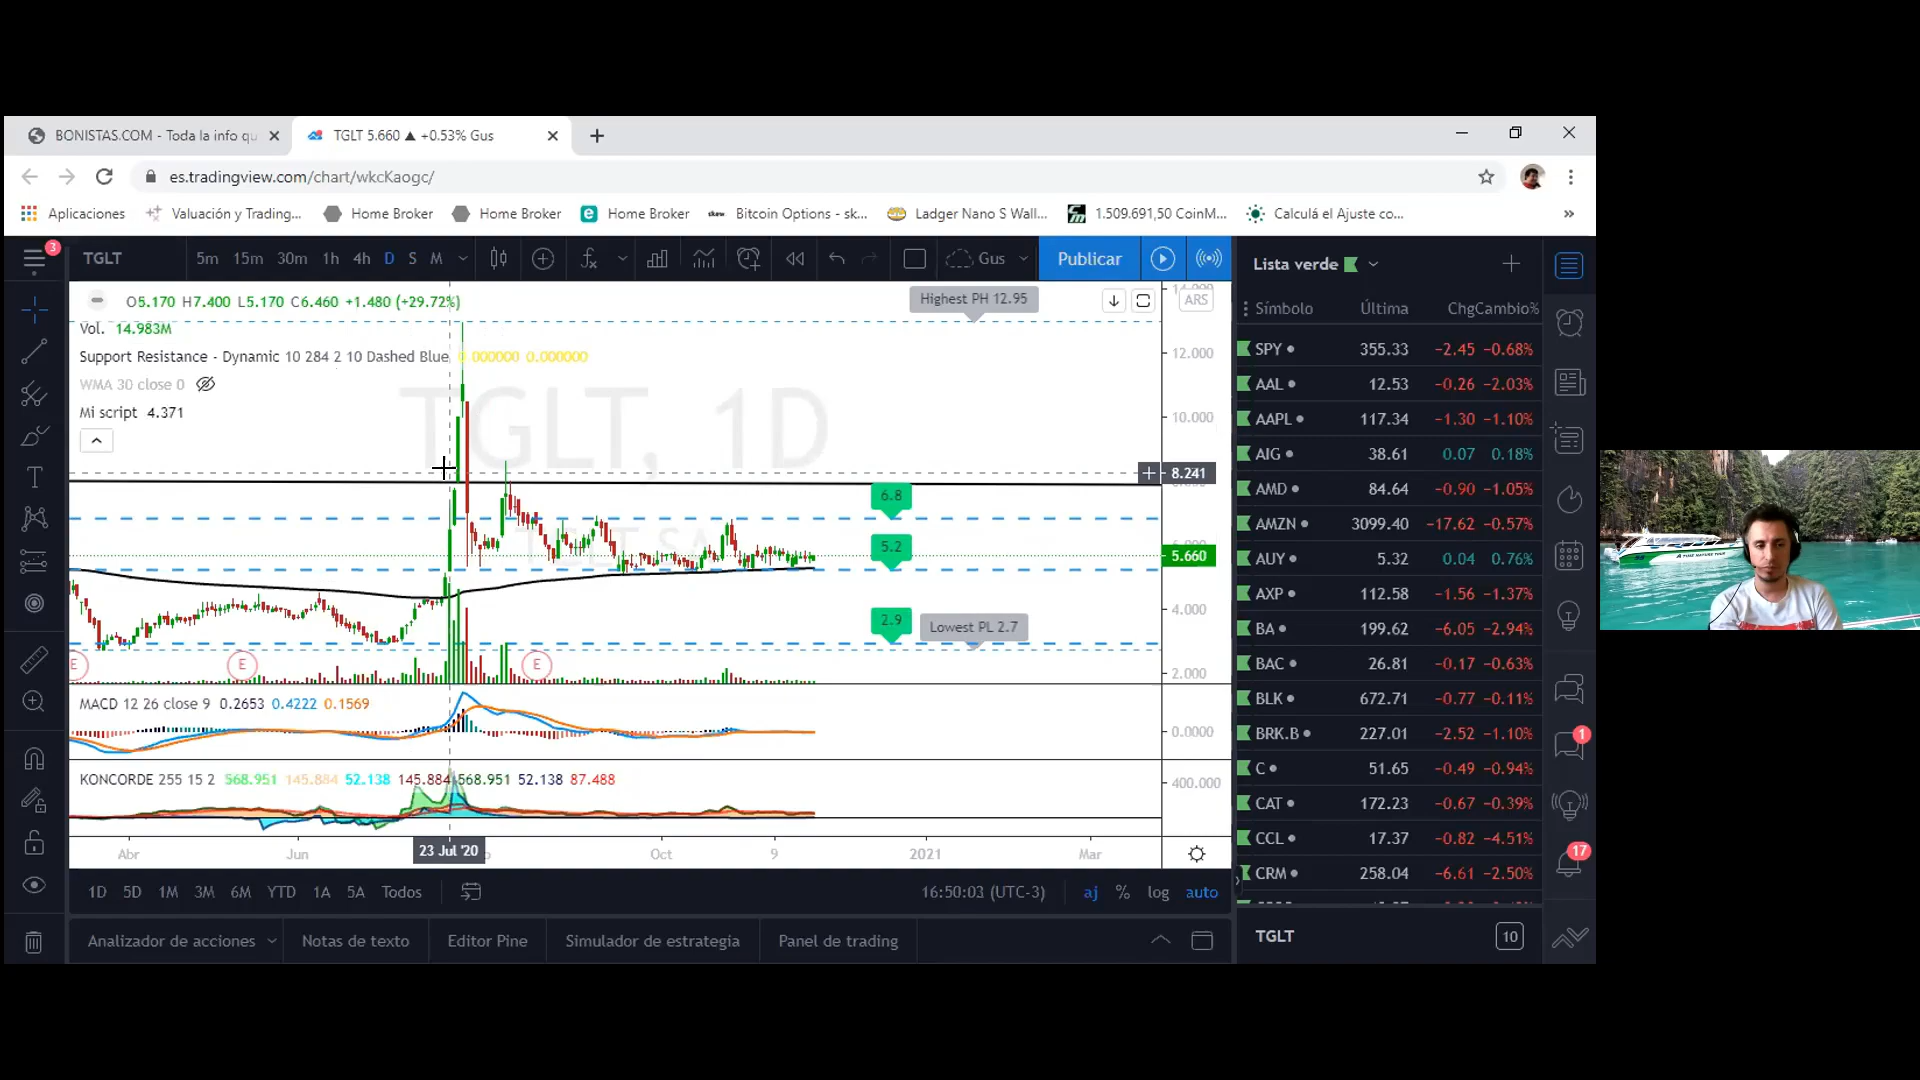 BONISTAS.COM - Toda la info qu
TGLT 5.660 ▲ +0.53% Gus
es.tradingview.com/chart/wkcKaogc/
Aplicaciones
Valuación y Trading...
Home Broker
Home Broker
Home Broker
skew Bitcoin Options - sk...
Ladger Nano S Wall...
1.509.691,50 CoinM...
Calculá el Ajuste co...
»
3
TGLT 5m 15m 30m 1h 4h D S M Gus Publicar
O5.170 H7.400 L5.170 C6.460 +1.480 (+29.72%)
Vol. 14.983M
Support Resistance - Dynamic 10 284 2 10 Dashed Blue 0.000000 0.000000
WMA 30 close 0
Mi script 4.371
TGLT, 1D
TGLT SA
Highest PH 12.95
6.8
5.2
2.9
Lowest PL 2.7
E E E
ARS
14.000
12.000
10.000
8.241
5.660
4.000
2.000
MACD 12 26 close 9 0.2653 0.4222 0.1569
0.0000
KONCORDE 255 15 2 568.951 145.884 52.138 145.884 568.951 52.138 87.488
400.000
Abr Jun 23 Jul '20 Oct 9 2021 Mar
1D 5D 1M 3M 6M YTD 1A 5A Todos 16:50:03 (UTC-3) aj % log auto
Analizador de acciones Notas de texto Editor Pine Simulador de estrategia Panel de trading
Lista verde
Símbolo Última Chg Cambio%
SPY 355.33 −2.45 −0.68%
AAL 12.53 −0.26 −2.03%
AAPL 117.34 −1.30 −1.10%
AIG 38.61 0.07 0.18%
AMD 84.64 −0.90 −1.05%
AMZN 3099.40 −17.62 −0.57%
AUY 5.32 0.04 0.76%
AXP 112.58 −1.56 −1.37%
BA 199.62 −6.05 −2.94%
BAC 26.81 −0.17 −0.63%
BLK 672.71 −0.77 −0.11%
BRK.B 227.01 −2.52 −1.10%
C 51.65 −0.49 −0.94%
CAT 172.23 −0.67 −0.39%
CCL 17.37 −0.82 −4.51%
CRM 258.04 −6.61 −2.50%
TGLT 10
1
17